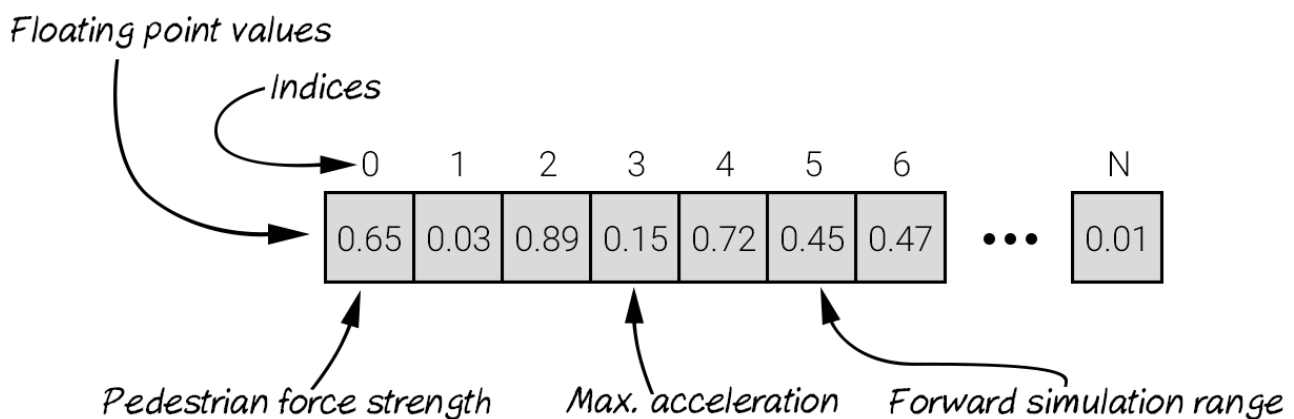 Floating point values
Indices
0 1 2 3 4 5 6 N
0.65 0.03 0.89 0.15 0.72 0.45 0.47 ••• 0.01
Pedestrian force strength Max. acceleration Forward simulation range